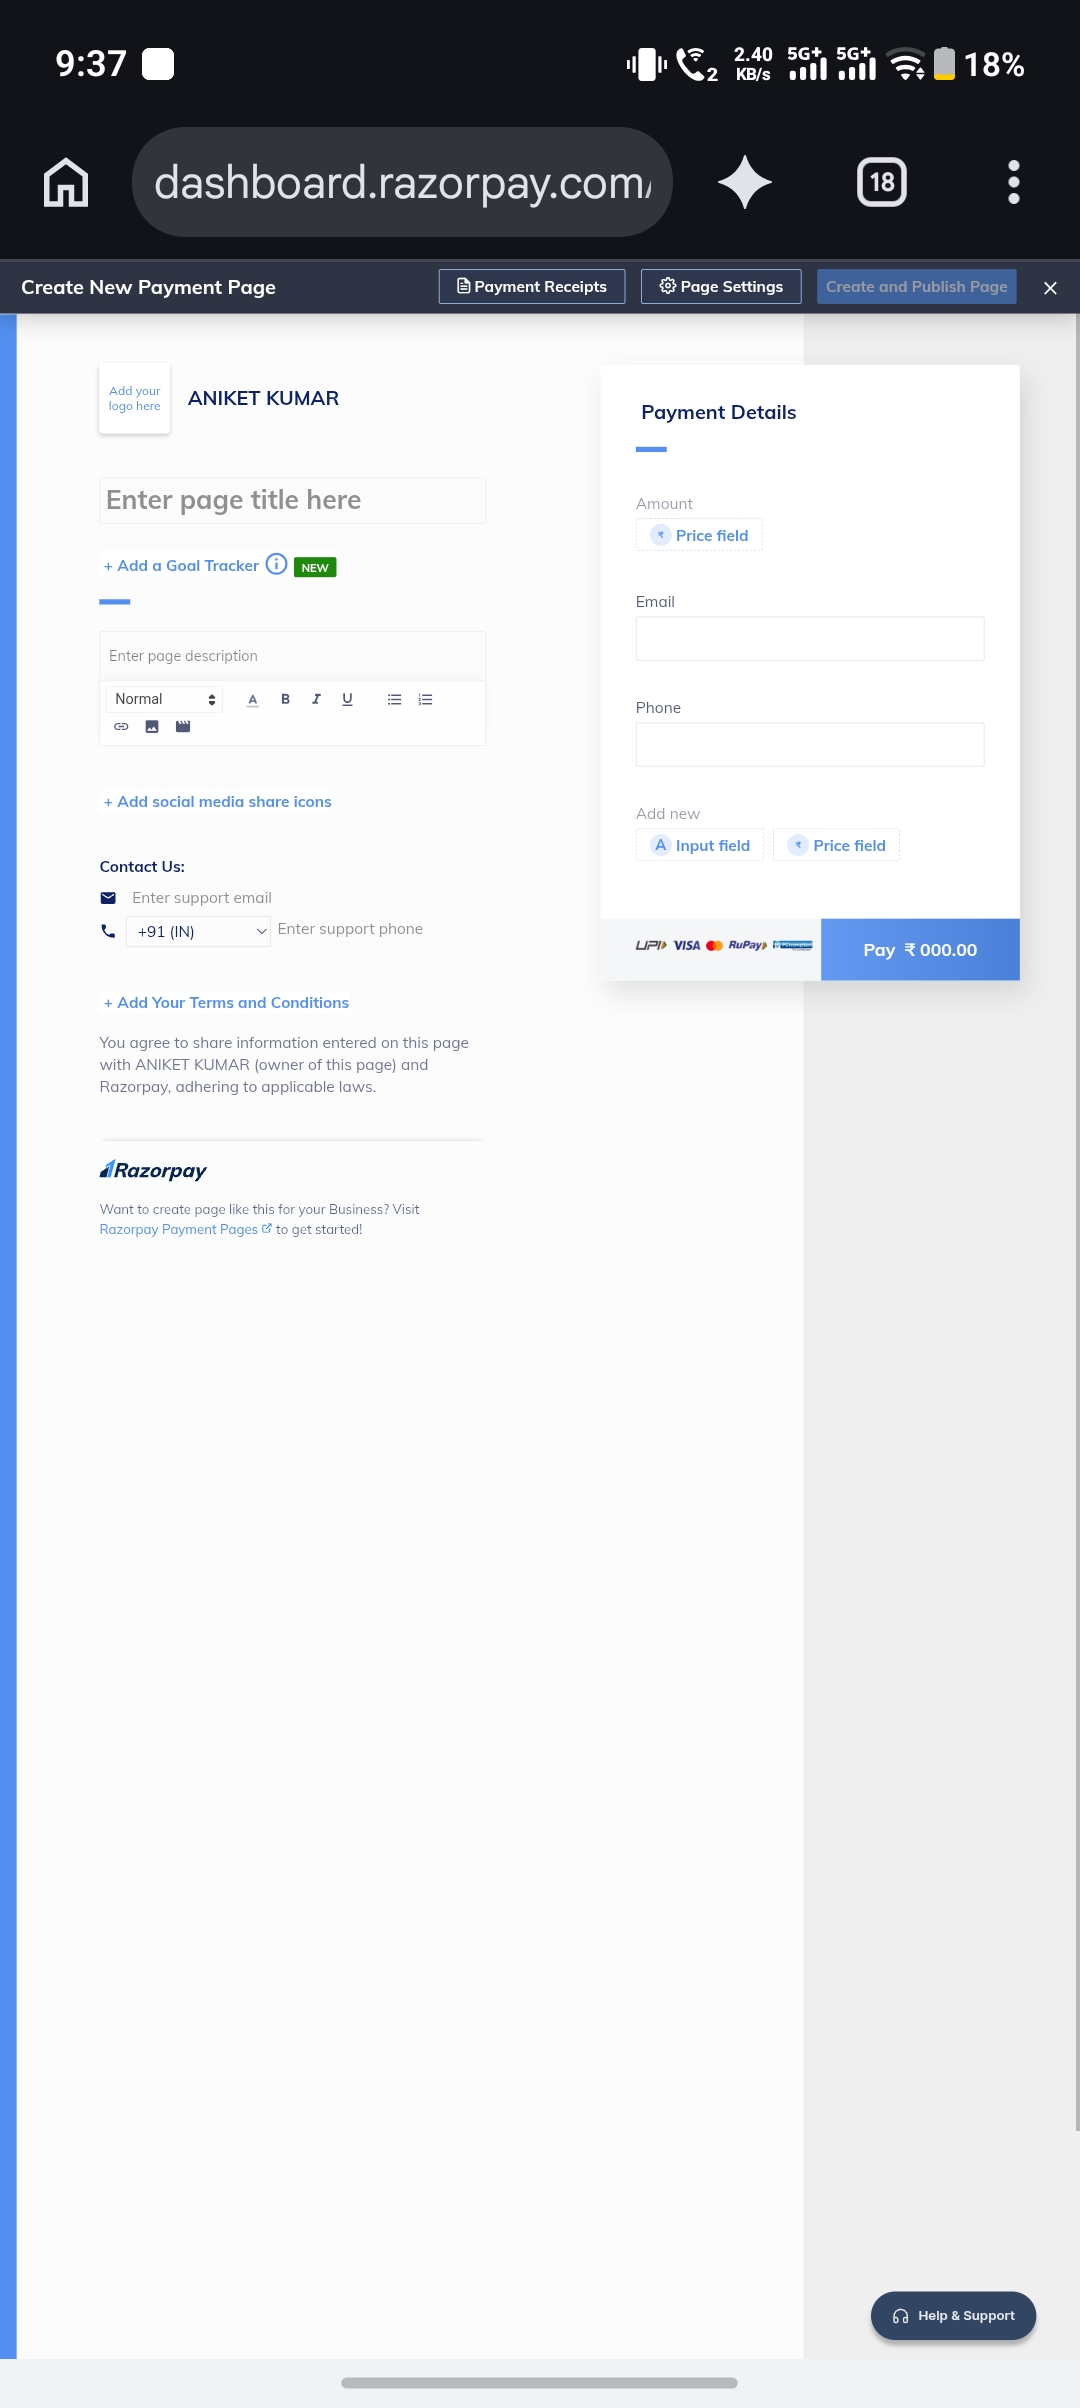 9:37
2
2.40
KB/s
5G+
5G+
18%
dashboard.razorpay.com/
18
Create New Payment Page
Payment Receipts
Page Settings
Create and Publish Page
Add your
logo here
ANIKET KUMAR
Enter page title here
+ Add a Goal Tracker
NEW
Enter page description
Normal
A B I U
+ Add social media share icons
Contact Us:
Enter support email
+91 (IN)
Enter support phone
+ Add Your Terms and Conditions
You agree to share information entered on this page
with ANIKET KUMAR (owner of this page) and
Razorpay, adhering to applicable laws.
Razorpay
Want to create page like this for your Business? Visit
Razorpay Payment Pages to get started!
Payment Details
Amount
₹ Price field
Email
Phone
Add new
A Input field
₹ Price field
UPI VISA RuPay
Pay ₹ 000.00
Help & Support